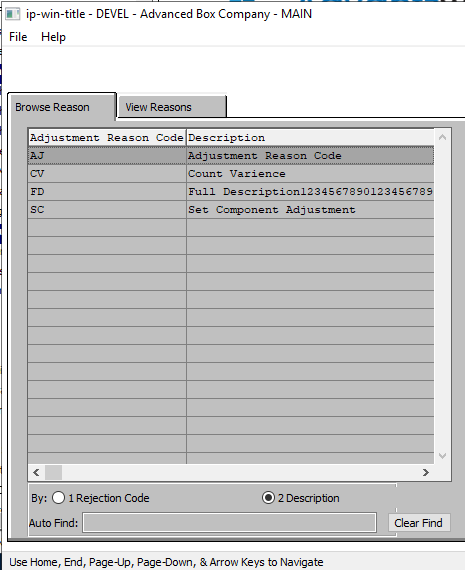 ip-win-title - DEVEL - Advanced Box Company - MAIN
File Help
Browse Reason View Reasons
Adjustment Reason Code Description
AJ Adjustment Reason Code
CV Count Varience
FD Full Description1234567890123456789
SC Set Component Adjustment
By: 1 Rejection Code 2 Description
Auto Find: Clear Find
Use Home, End, Page-Up, Page-Down, & Arrow Keys to Navigate